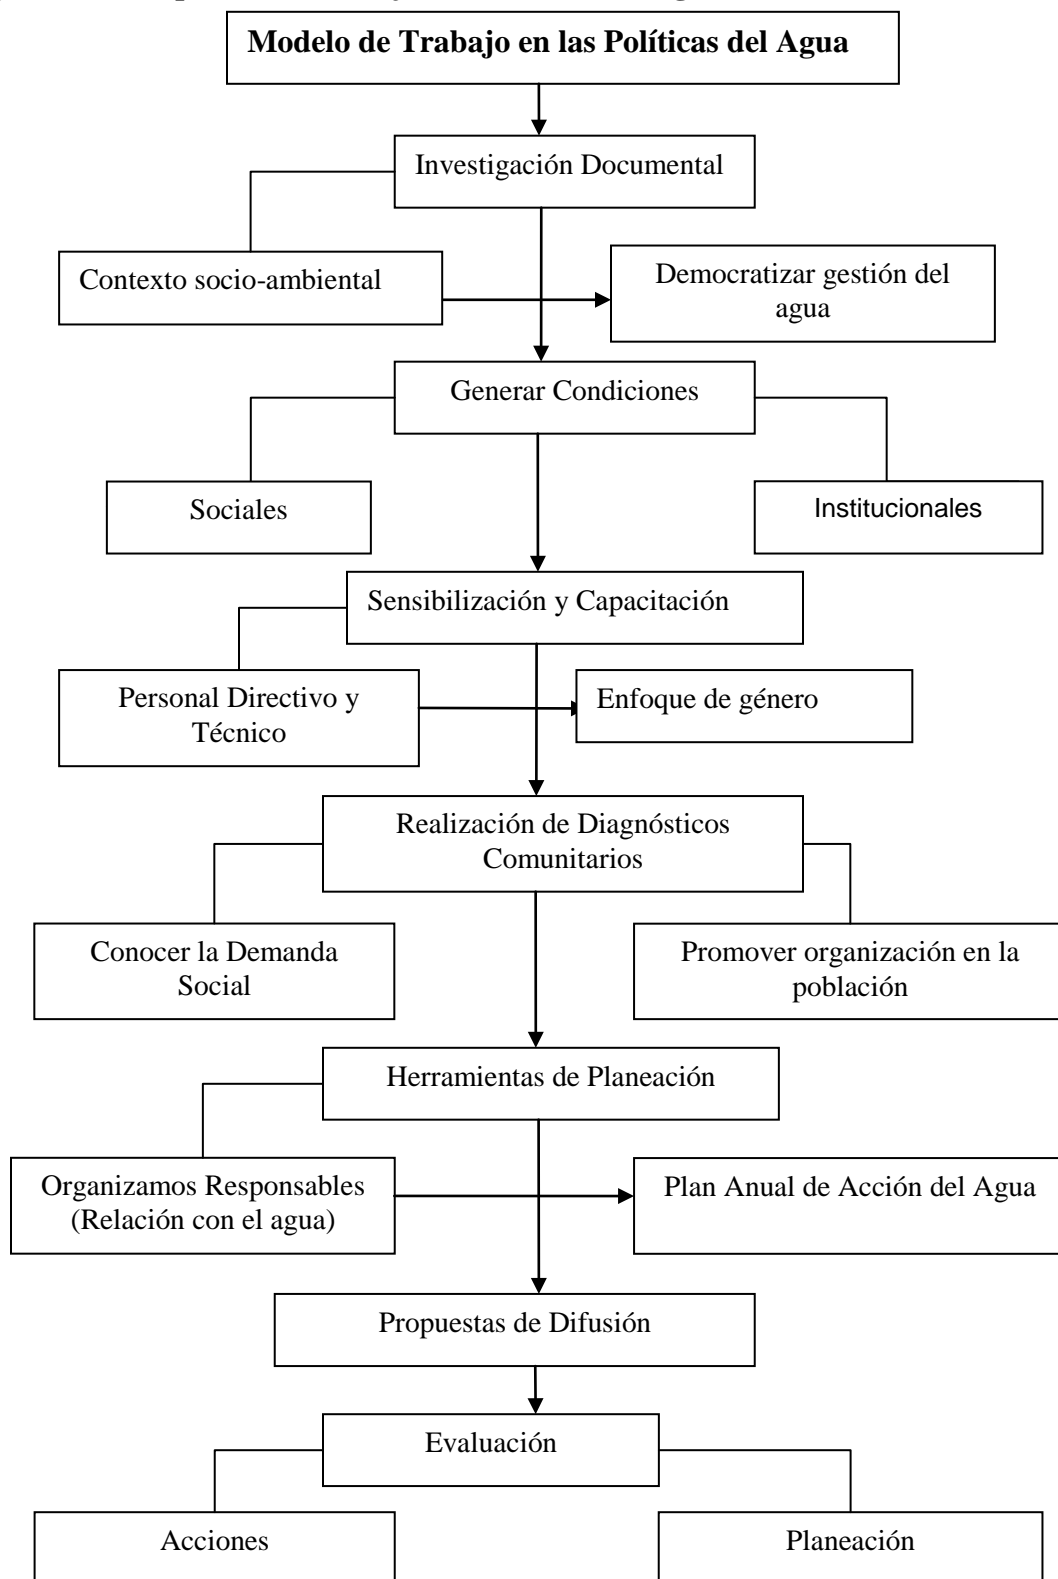 Modelo de Trabajo en las Políticas del Agua
Investigación Documental
Contexto socio-ambiental
Democratizar gestión del
agua
Generar Condiciones
Sociales
Institucionales
Sensibilización y Capacitación
Personal Directivo y
Técnico
Enfoque de género
Realización de Diagnósticos
Comunitarios
Conocer la Demanda
Social
Promover organización en la
población
Herramientas de Planeación
Organizamos Responsables
(Relación con el agua)
Plan Anual de Acción del Agua
Propuestas de Difusión
Evaluación
Acciones
Planeación